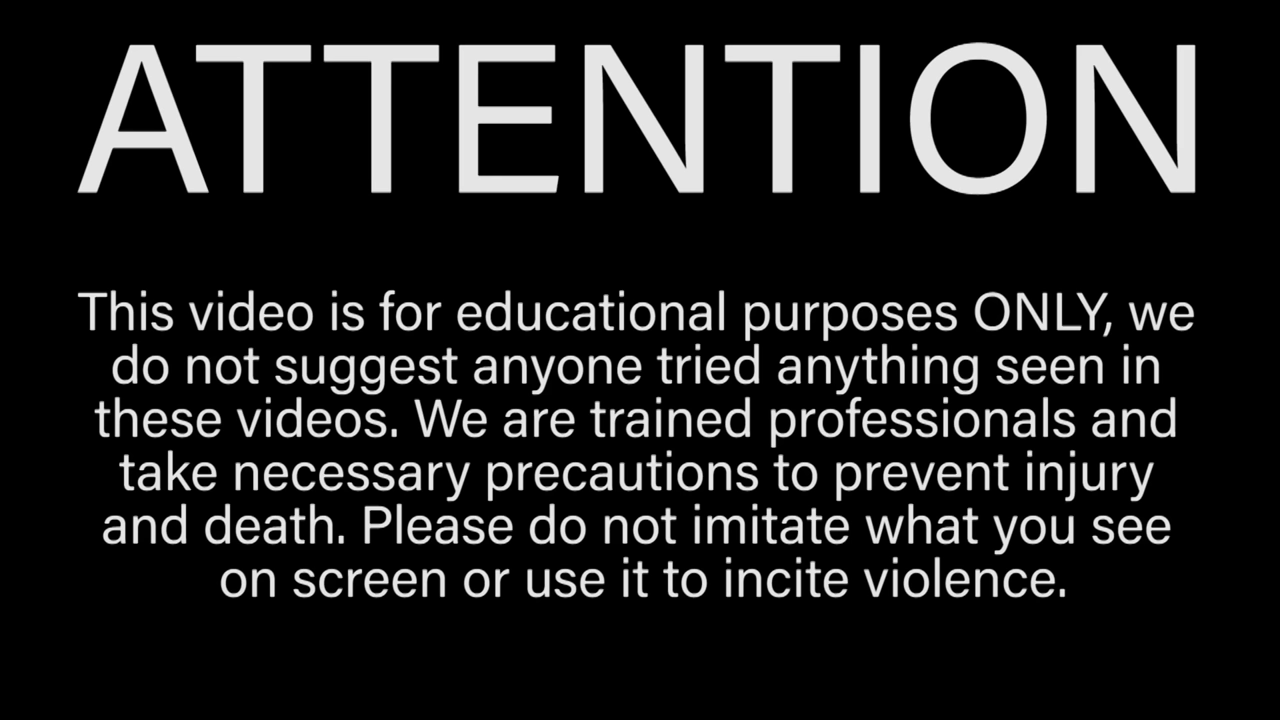 ATTENTION
This video is for educational purposes ONLY, we
do not suggest anyone tried anything seen in
these videos. We are trained professionals and
take necessary precautions to prevent injury
and death. Please do not imitate what you see
on screen or use it to incite violence.